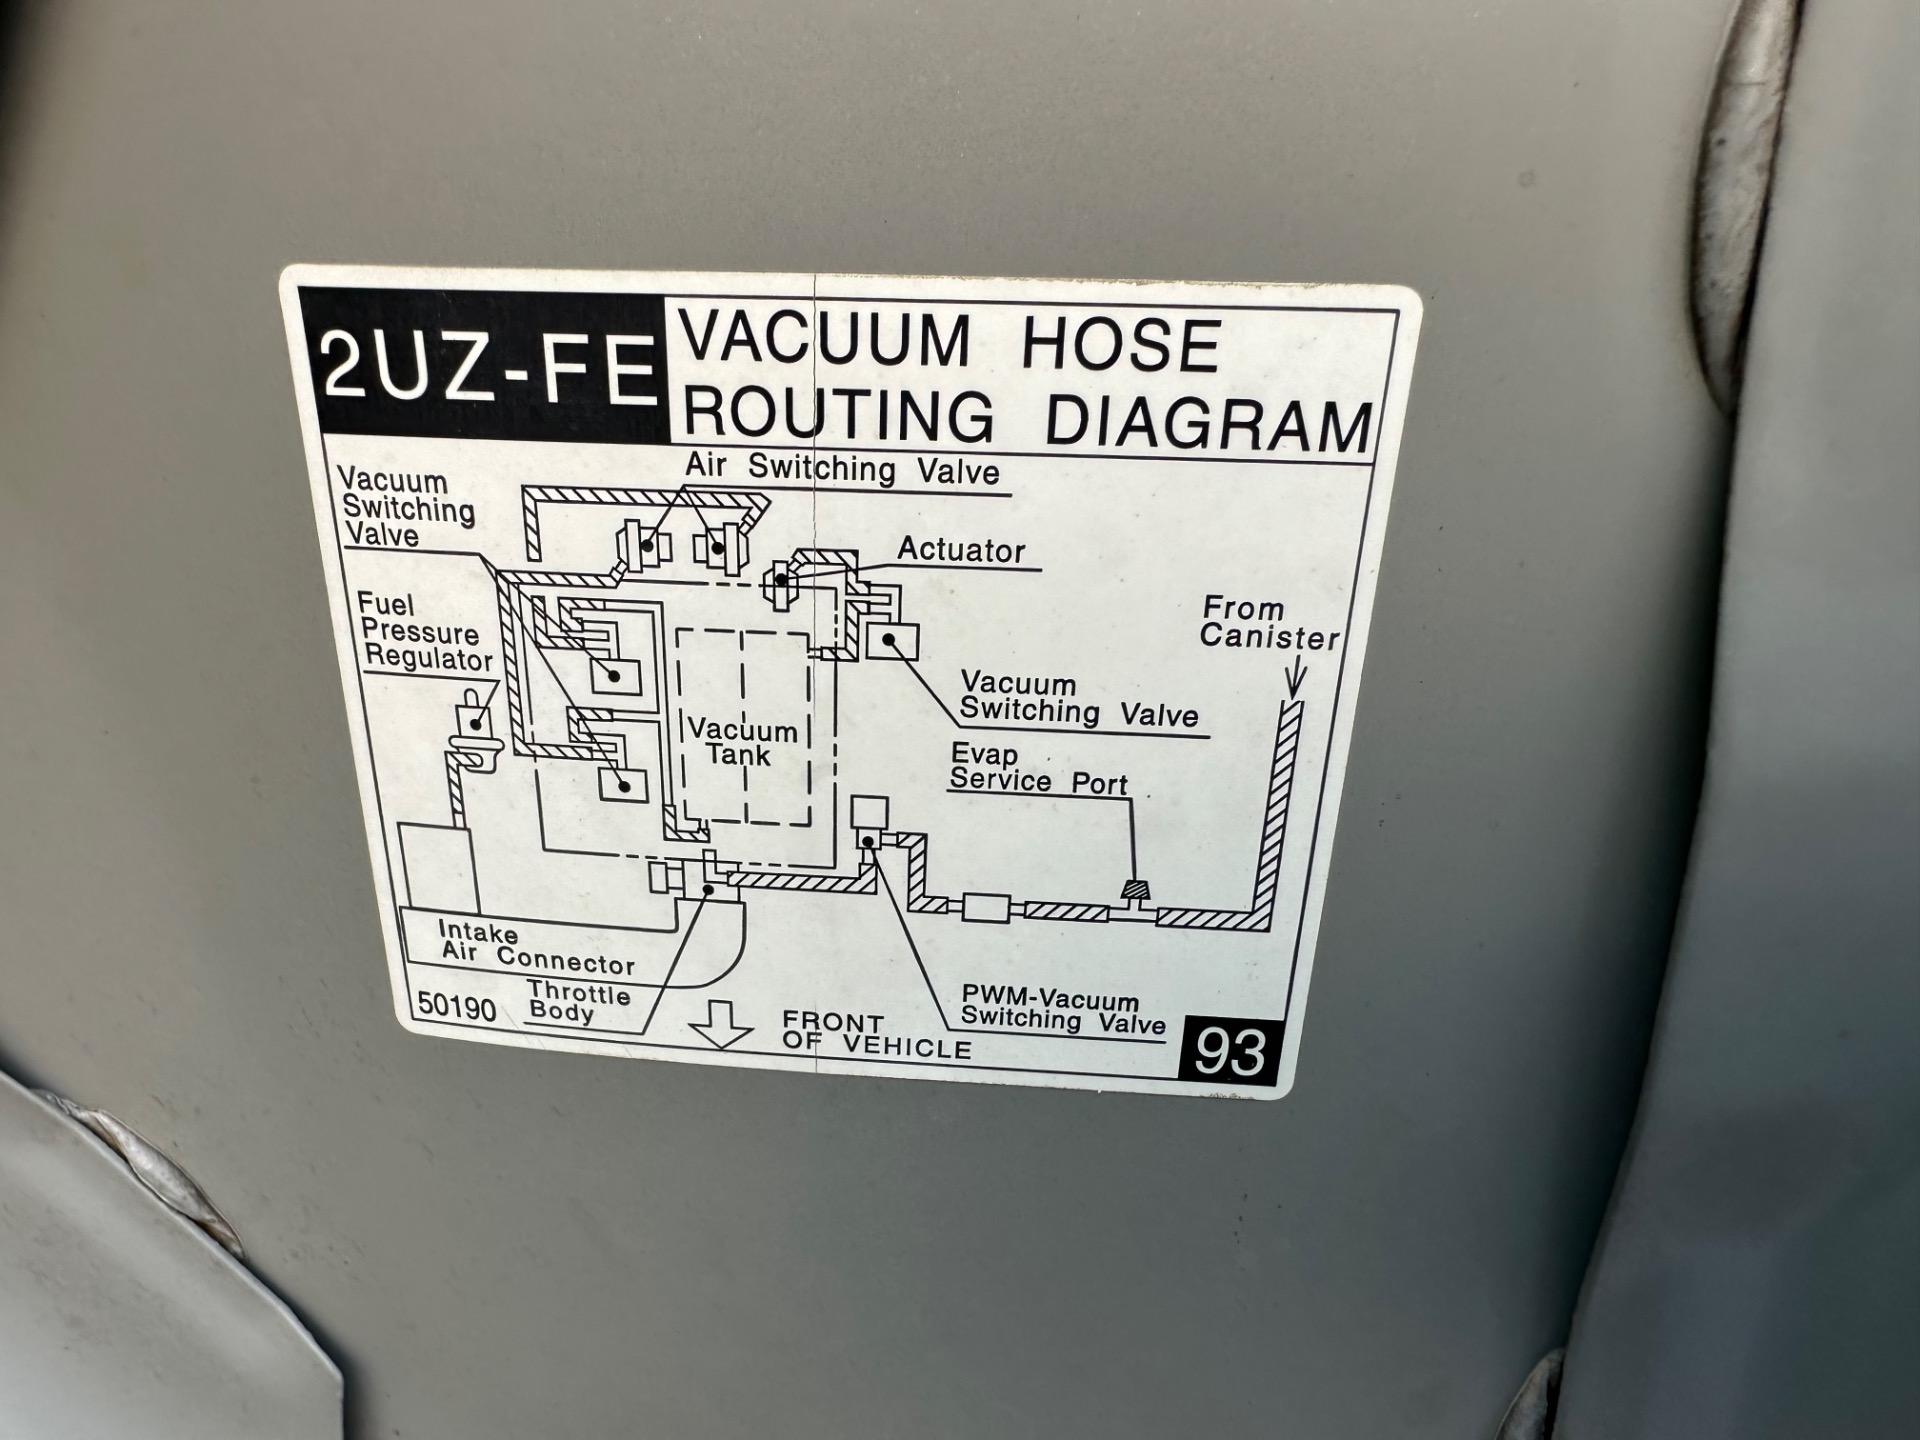 2UZ-FE
VACUUM HOSE
ROUTING DIAGRAM
Air Switching Valve
Vacuum
Switching
Valve
Actuator
Fuel
Pressure
Regulator
From
Canister
Vacuum
Switching Valve
Vacuum
Tank
Evap
Service Port
Intake
Air Connector
Throttle
Body
PWM-Vacuum
Switching Valve
50190
FRONT
OF VEHICLE
93